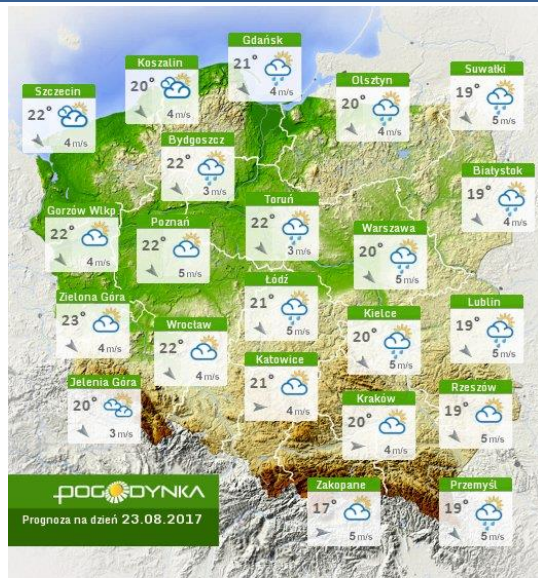 Gdańsk
21°
4 m/s
Koszalin
20°
4 m/s
Suwałki
19°
5 m/s
Olsztyn
20°
4 m/s
Szczecin
22°
4 m/s
Bydgoszcz
22°
3 m/s
Białystok
19°
4 m/s
Toruń
22°
3 m/s
Gorzów Wlkp
22°
4 m/s
Poznań
22°
5 m/s
Warszawa
20°
5 m/s
Łódź
21°
5 m/s
Zielona Góra
23°
4 m/s
Lublin
19°
5 m/s
Kielce
20°
5 m/s
Wrocław
22°
4 m/s
Katowice
21°
4 m/s
Jelenia Góra
20°
3 m/s
Rzeszów
19°
5 m/s
Kraków
20°
4 m/s
Zakopane
17°
5 m/s
Przemyśl
19°
5 m/s
POGODYNKA
Prognoza na dzień 23.08.2017